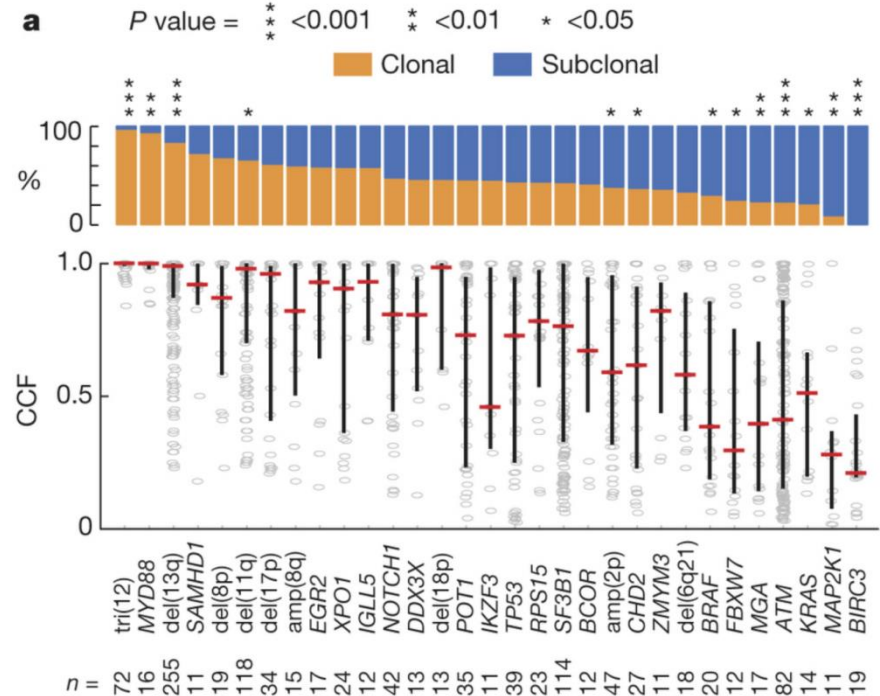 a
P value = *** <0.001 ** <0.01 * <0.05
Clonal Subclonal
*** ** *** * * * * * ** *** * ** ***
100
%
0
1.0
CCF
0.5
0
tri(12) MYD88 del(13q) SAMHD1 del(8p) del(11q) del(17p) amp(8q) EGR2 XPO1 IGLL5 NOTCH1 DDX3X del(18p) POT1 IKZF3 TP53 RPS15 SF3B1 BCOR amp(2p) CHD2 ZMYM3 del(6q21) BRAF FBXW7 MGA ATM KRAS MAP2K1 BIRC3
n = 72 16 255 11 19 118 34 15 17 24 12 42 13 13 35 11 39 23 114 12 47 27 11 18 20 12 17 82 14 11 19